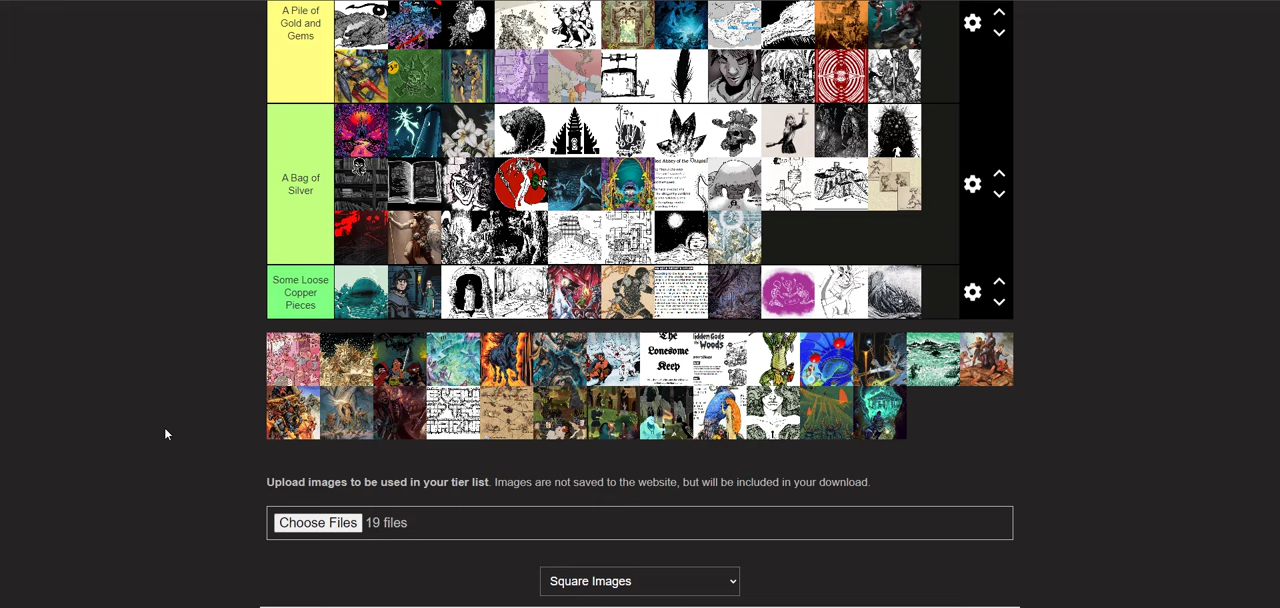 A Pile of
Gold and
Gems
A Bag of
Silver
Some Loose
Copper
Pieces
The
Lonesome
Keep
Hidden Gods
the
Woods
Upload images to be used in your tier list. Images are not saved to the website, but will be included in your download.
Choose Files 19 files
Square Images